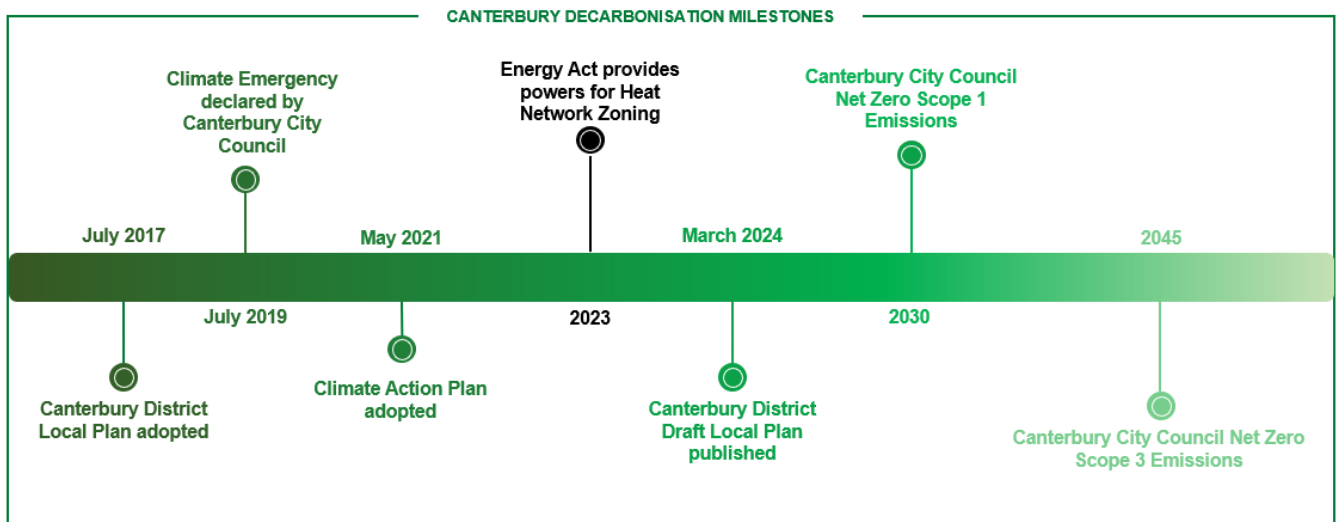 CANTERBURY DECARBONISATION MILESTONES
Climate Emergency
declared by
Canterbury City
Council
Energy Act provides
powers for Heat
Network Zoning
Canterbury City Council
Net Zero Scope 1
Emissions
July 2017
May 2021
March 2024
2045
July 2019
2023
2030
Canterbury District
Local Plan adopted
Climate Action Plan
adopted
Canterbury District
Draft Local Plan
published
Canterbury City Council Net Zero
Scope 3 Emissions